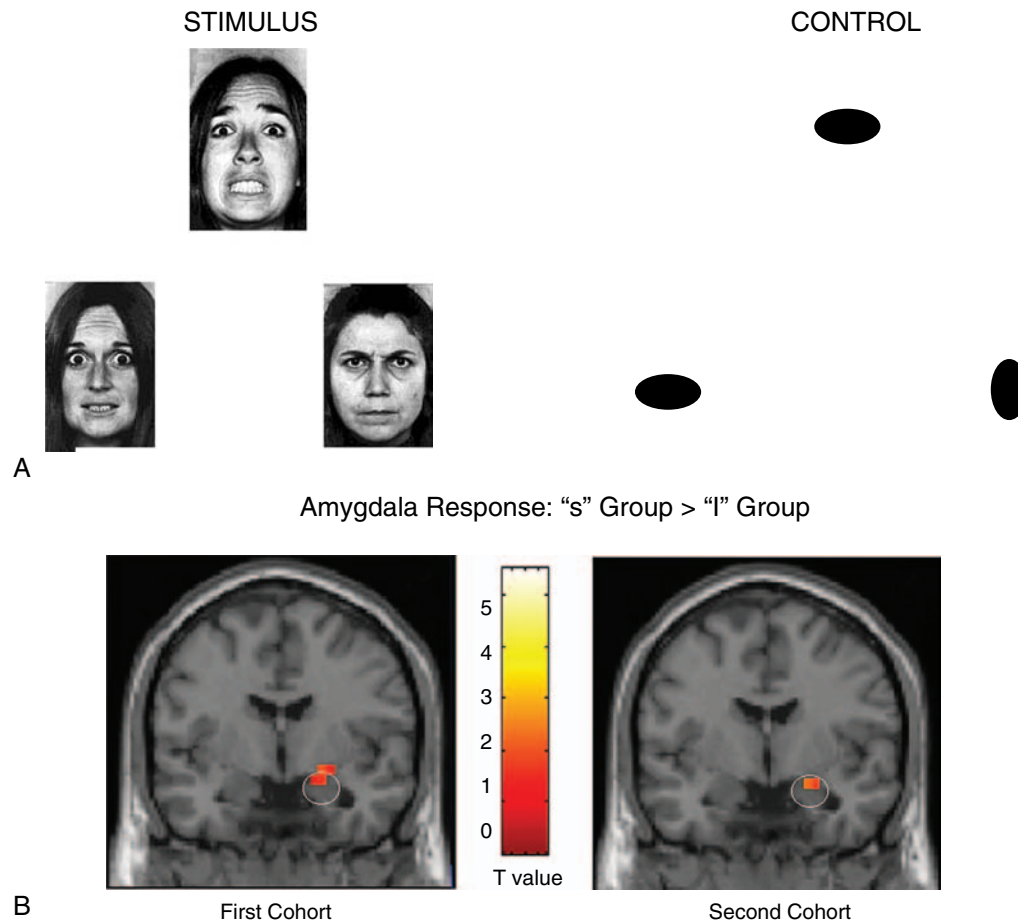 STIMULUS
CONTROL
A
Amygdala Response: “s” Group > “l” Group
5
4
3
2
1
0
T value
B
First Cohort
Second Cohort